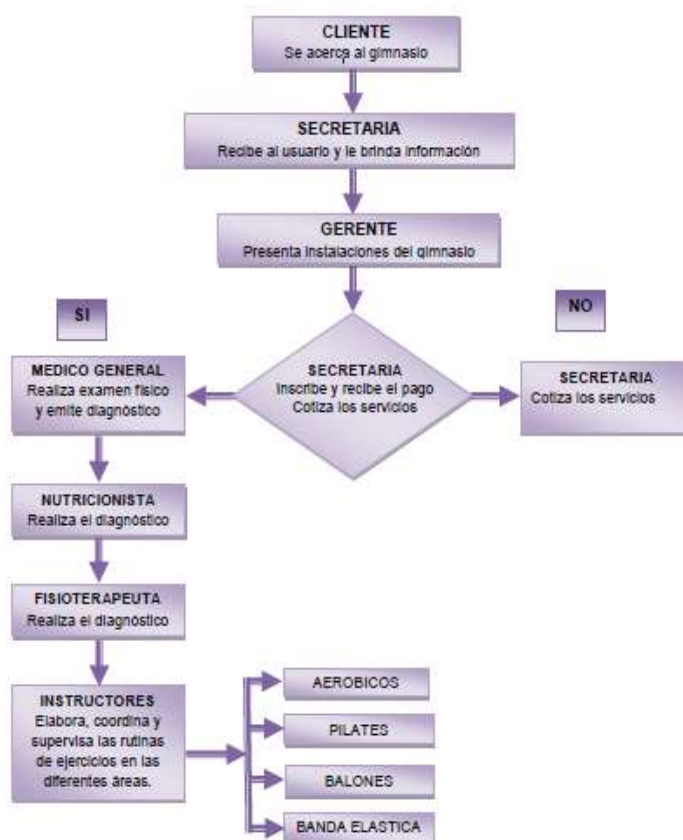 CLIENTE
Se acerca al gimnasio
SECRETARIA
Recibe al usuario y le brinda información
GERENTE
Presenta instalaciones del gimnasio
SI
NO
MEDICO GENERAL
Realiza examen físico
y emite diagnóstico
SECRETARIA
Inscribe y recibe el pago
Cotiza los servicios
SECRETARIA
Cotiza los servicios
NUTRICIONISTA
Realiza el diagnóstico
FISIOTERAPEUTA
Realiza el diagnóstico
INSTRUCTORES
Elabora, coordina y
supervisa las rutinas
de ejercicios en las
diferentes áreas.
AEROBICOS
PILATES
BALONES
BANDA ELASTICA